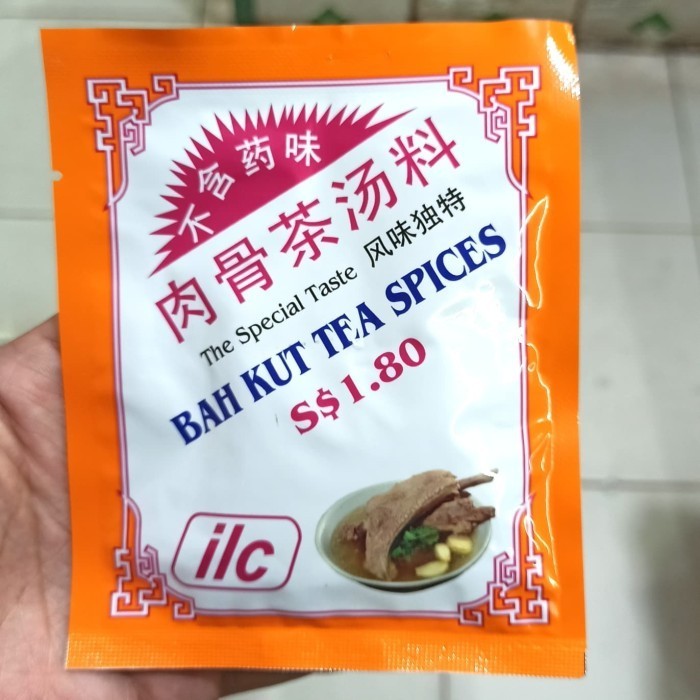 不含药味
肉骨茶汤料
The Special Taste 风味独特
BAH KUT TEA SPICES
S$1.80
ilc